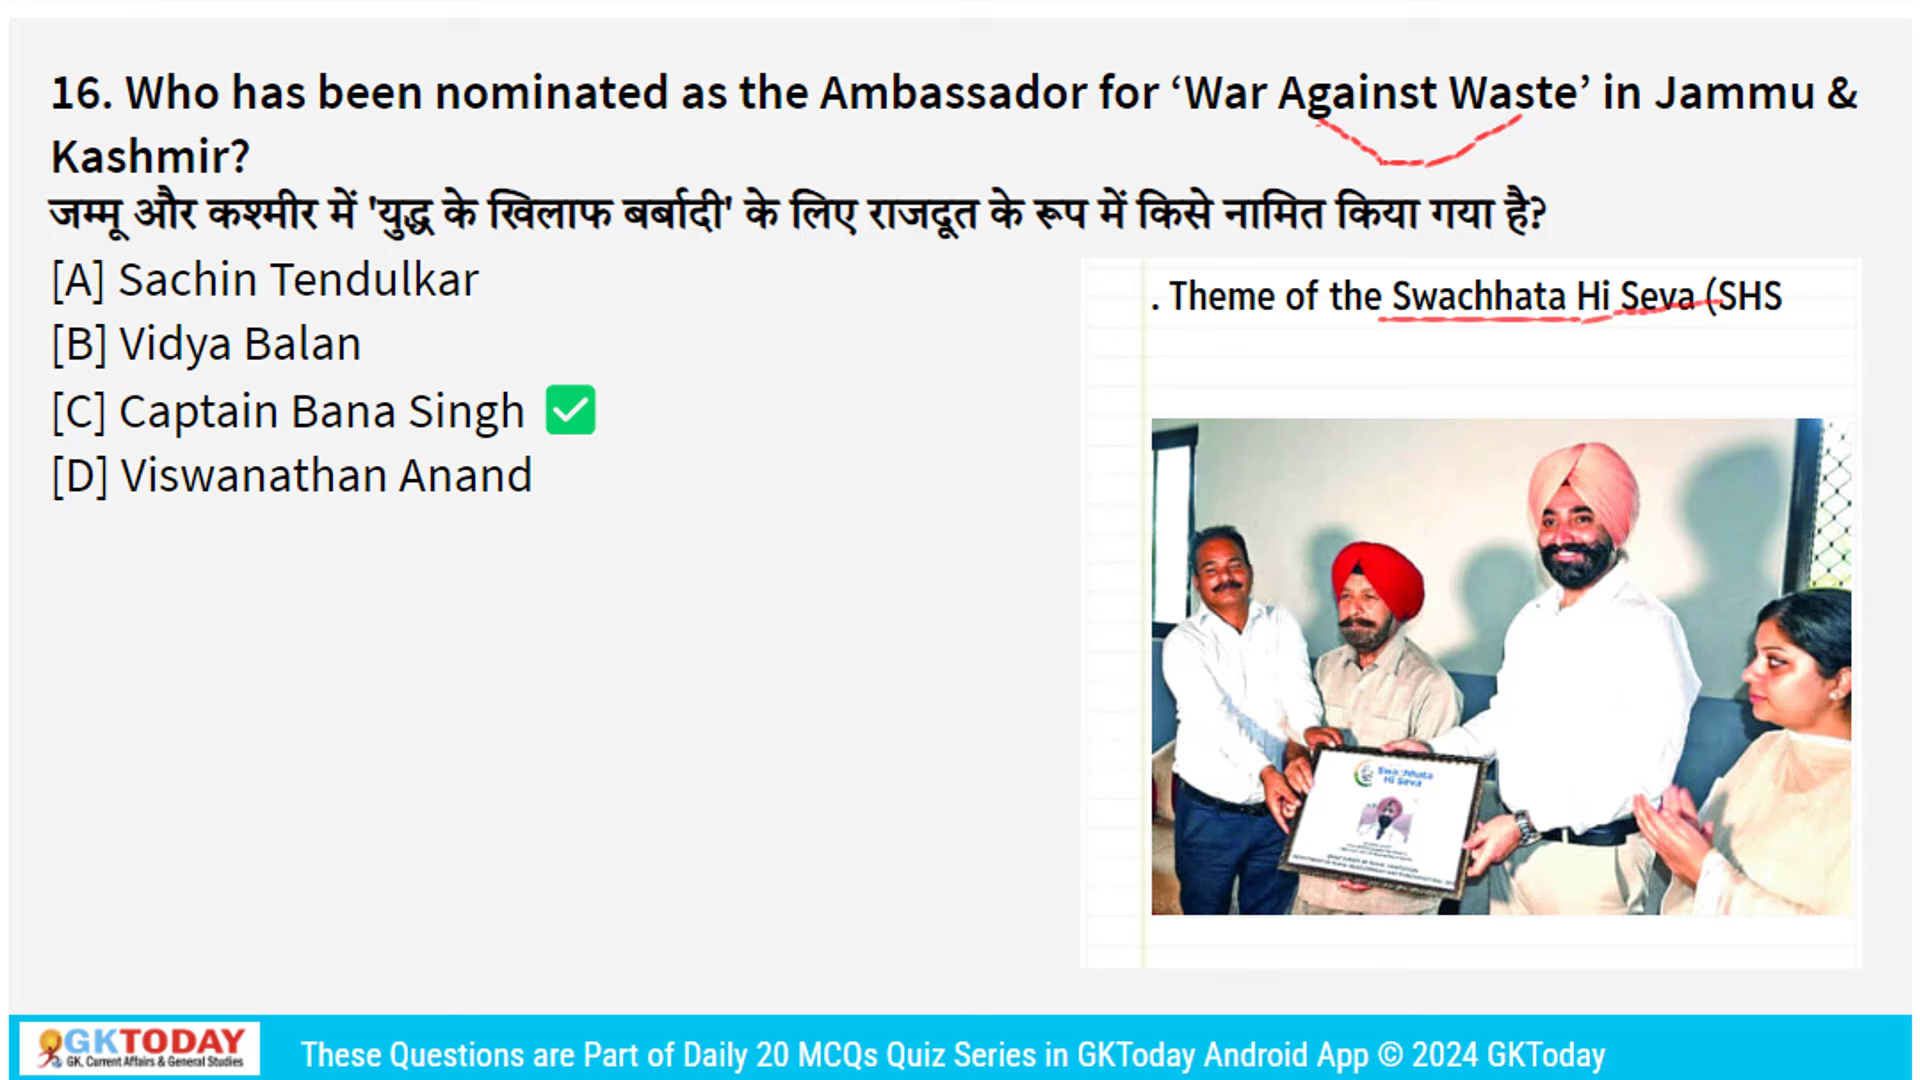 16. Who has been nominated as the Ambassador for ‘War Against Waste’ in Jammu &
Kashmir?
जम्मू और कश्मीर में 'युद्ध के खिलाफ बर्बादी' के लिए राजदूत के रूप में किसे नामित किया गया है?
[A] Sachin Tendulkar
[B] Vidya Balan
[C] Captain Bana Singh
[D] Viswanathan Anand
. Theme of the Swachhata Hi Seva (SHS
Swachhata
Hi Seva
GKTODAY
GK, Current Affairs & General Studies
These Questions are Part of Daily 20 MCQs Quiz Series in GKToday Android App © 2024 GKToday